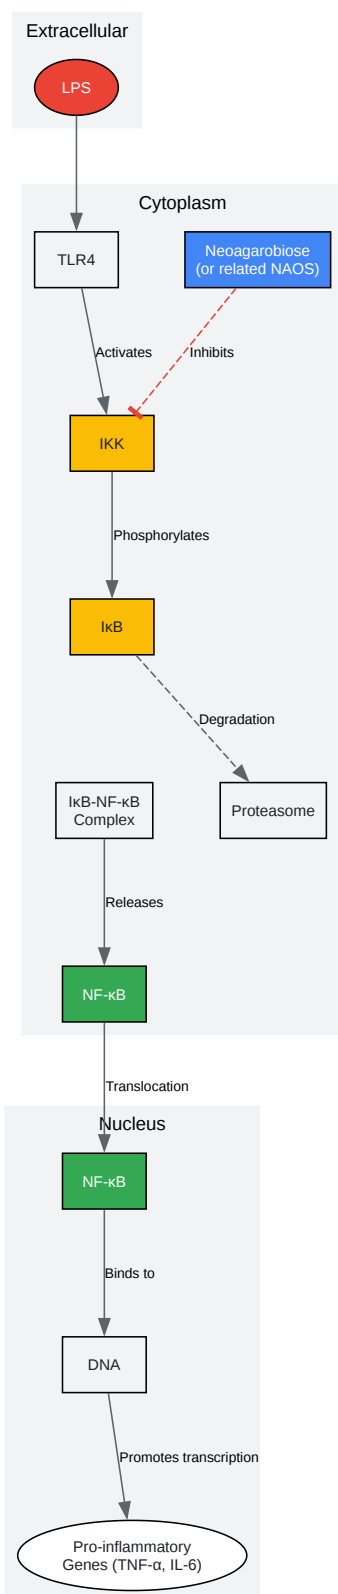 Extracellular
LPS
Cytoplasm
TLR4
Neoagarobiose
(or related NAOS)
Activates
Inhibits
IKK
Phosphorylates
IκB
Degradation
IκB-NF-κB
Complex
Proteasome
Releases
NF-κB
Translocation
Nucleus
NF-κB
Binds to
DNA
Promotes transcription
Pro-inflammatory
Genes (TNF-α, IL-6)